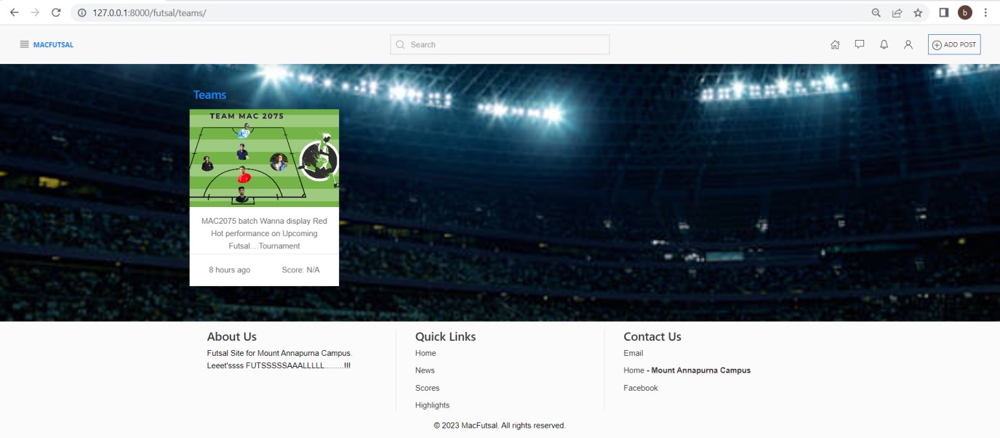 127.0.0.1:8000/futsal/teams/
b
MACFUTSAL
Search
ADD POST
Teams
TEAM MAC 2075
MAC2075 batch Wanna display Red
Hot performance on Upcoming
Futsal....Tournament
8 hours ago
Score: N/A
About Us
Futsal Site for Mount Annapurna Campus.
Leeet'ssss FUTSSSSSAAALLLLL.........!!!
Quick Links
Home
News
Scores
Highlights
Contact Us
Email
Home - Mount Annapurna Campus
Facebook
© 2023 MacFutsal. All rights reserved.